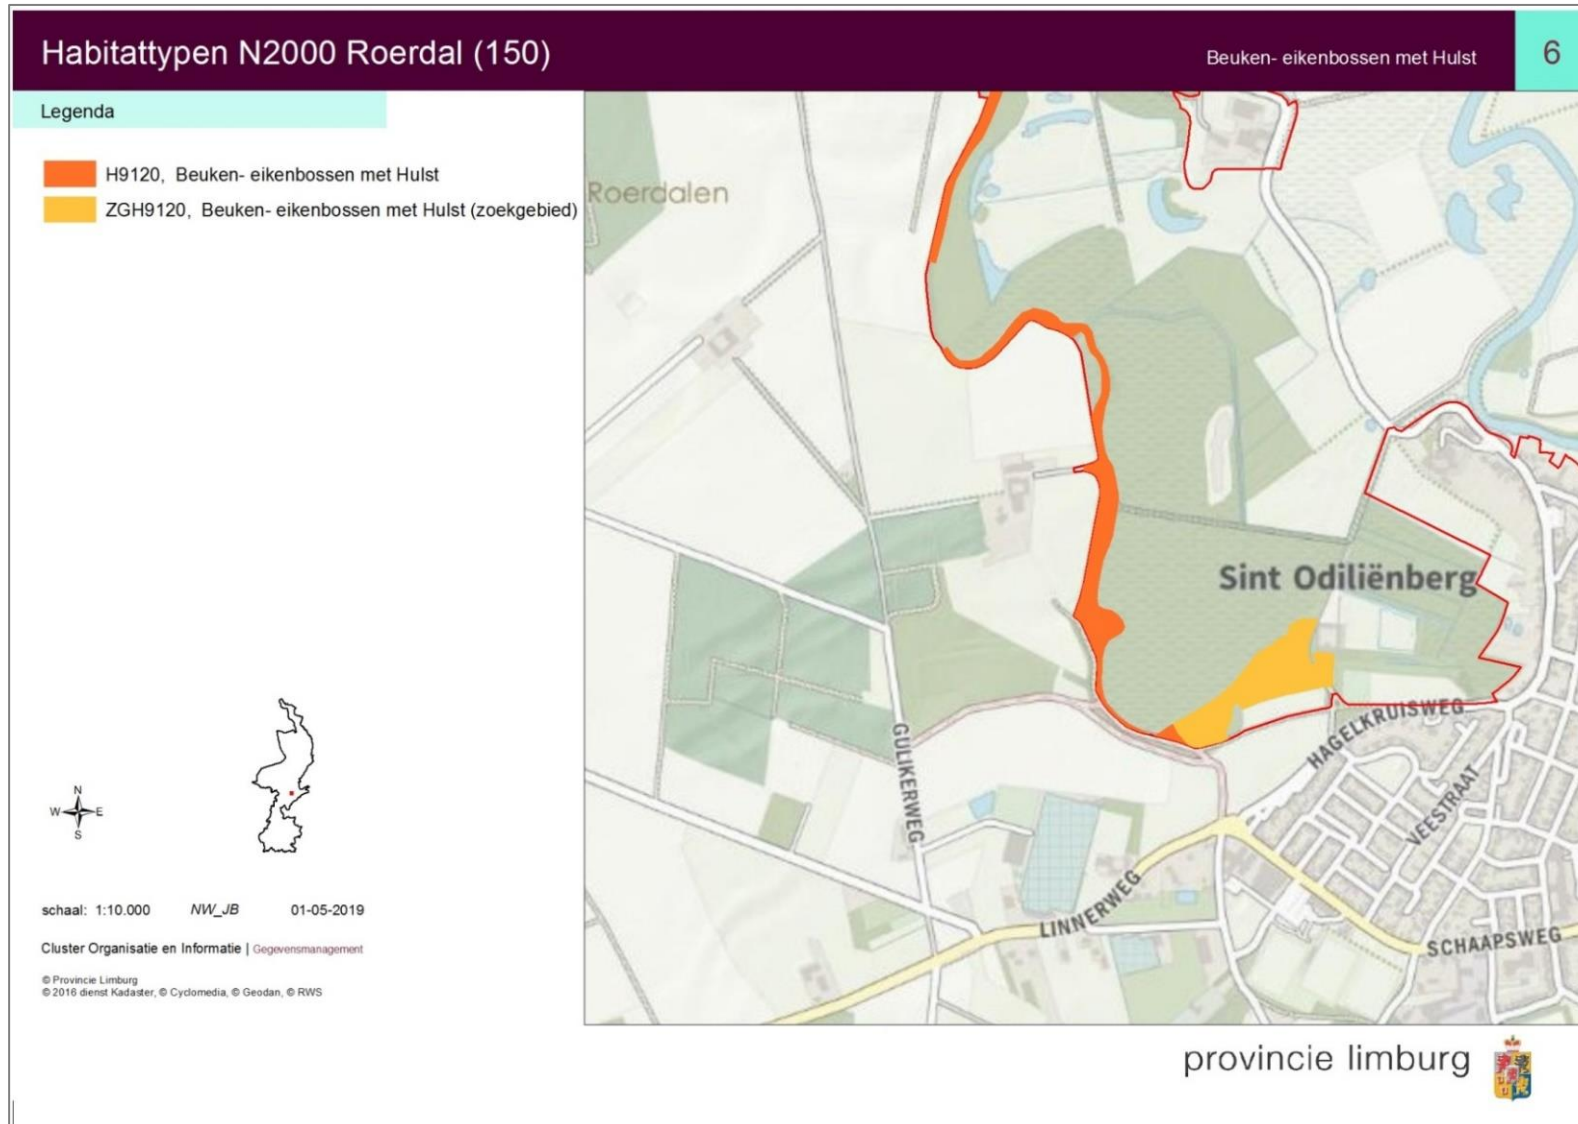 Habitattypen N2000 Roerdal (150)
Beuken- eikenbossen met Hulst
6
Legenda
H9120, Beuken- eikenbossen met Hulst
ZGH9120, Beuken- eikenbossen met Hulst (zoekgebied)
Roerdalen
Sint Odiliënberg
HAGELKRUISWEG
GULIKERWEG
VEESTRAAT
LINNERWEG
SCHAAPSWEG
N
W E
S
schaal: 1:10.000 NW_JB 01-05-2019
Cluster Organisatie en Informatie | Gegevensmanagement
© Provincie Limburg
© 2016 dienst Kadaster, © Cyclomedia, © Geodan, © RWS
provincie limburg